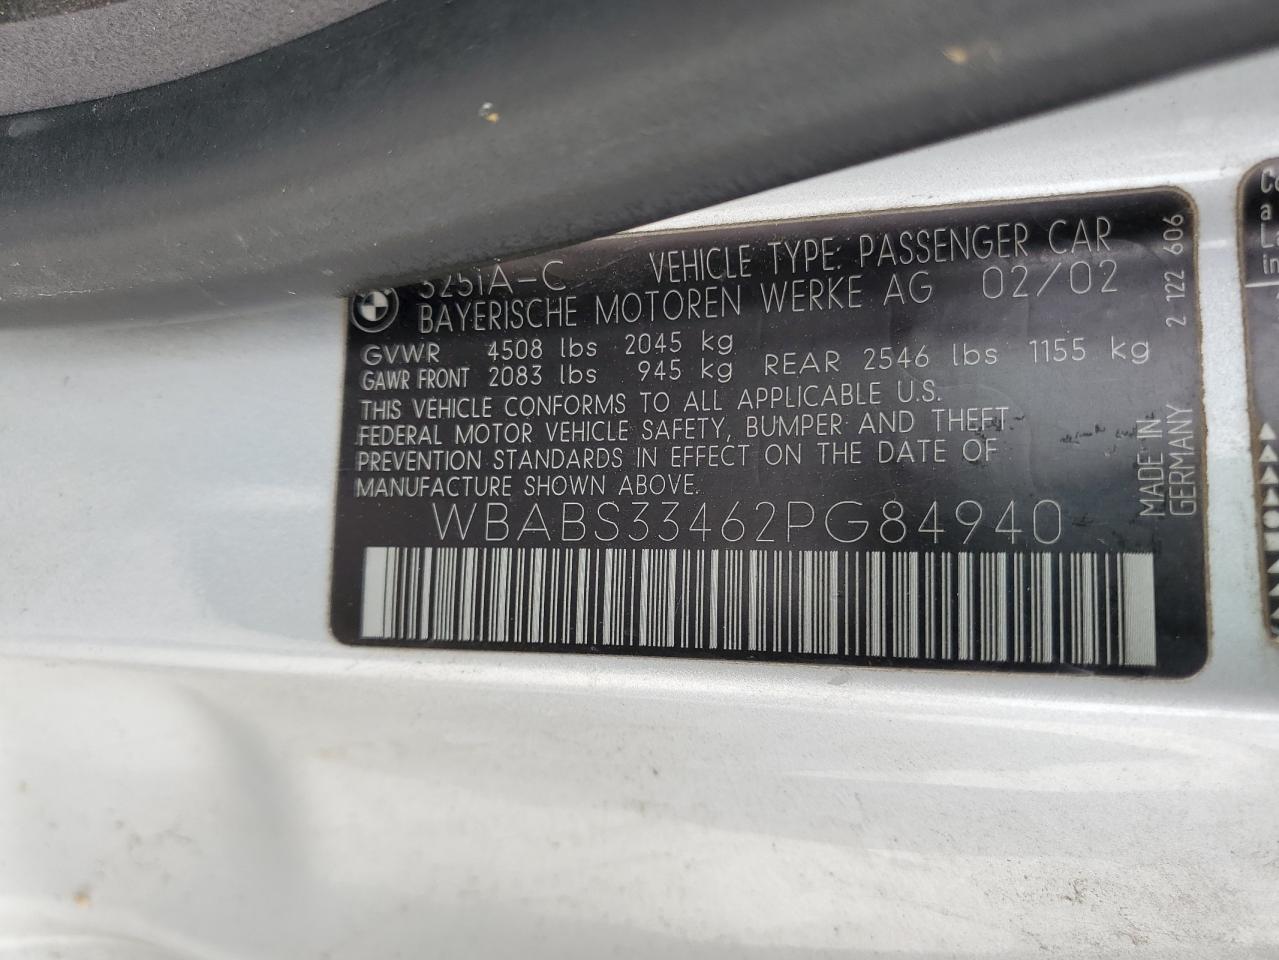 325iA-C VEHICLE TYPE: PASSENGER CAR
BAYERISCHE MOTOREN WERKE AG 02/02
GVWR 4508 lbs 2045 kg
GAWR FRONT 2083 lbs 945 kg REAR 2546 lbs 1155 kg
THIS VEHICLE CONFORMS TO ALL APPLICABLE U.S.
FEDERAL MOTOR VEHICLE SAFETY, BUMPER AND THEFT
PREVENTION STANDARDS IN EFFECT ON THE DATE OF
MANUFACTURE SHOWN ABOVE.
WBABS33462PG84940
MADE IN
GERMANY
2 122 606
a
in